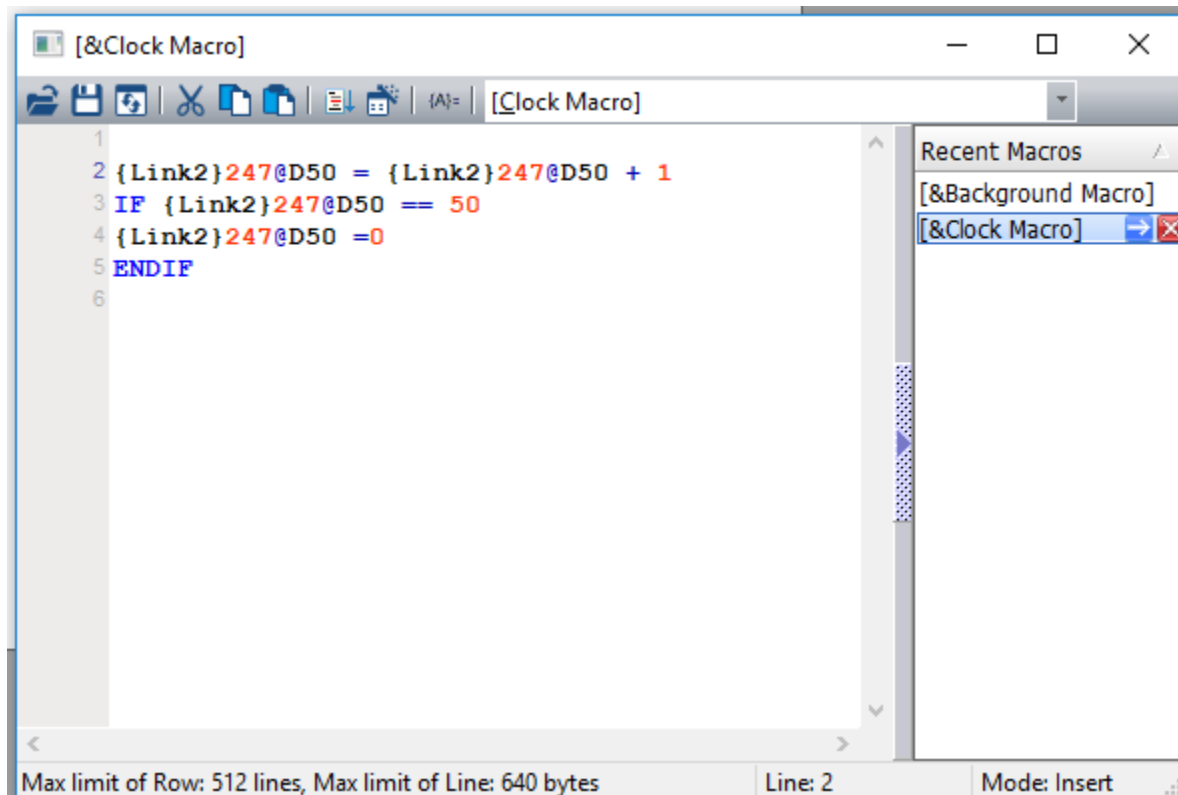 [&Clock Macro]
{A}= [Clock Macro]
1
2 {Link2}247@D50 = {Link2}247@D50 + 1
3 IF {Link2}247@D50 == 50
4 {Link2}247@D50 =0
5 ENDIF
6
Recent Macros
[&Background Macro]
[&Clock Macro]
Max limit of Row: 512 lines, Max limit of Line: 640 bytes Line: 2 Mode: Insert